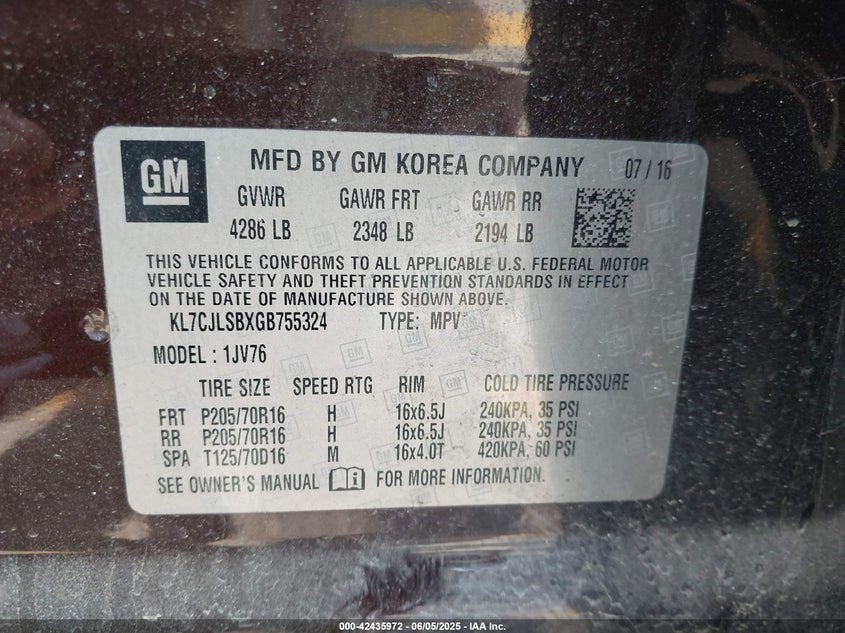 GM MFD BY GM KOREA COMPANY 07 / 16
GVWR GAWR FRT GAWR RR
4286 LB 2348 LB 2194 LB
THIS VEHICLE CONFORMS TO ALL APPLICABLE U.S. FEDERAL MOTOR
VEHICLE SAFETY AND THEFT PREVENTION STANDARDS IN EFFECT
ON THE DATE OF MANUFACTURE SHOWN ABOVE.
KL7CJLSBXGB755324 TYPE: MPV
MODEL : 1JV76
TIRE SIZE SPEED RTG RIM COLD TIRE PRESSURE
FRT P205/70R16 H 16x6.5J 240KPA, 35 PSI
RR P205/70R16 H 16x6.5J 240KPA, 35 PSI
SPA T125/70D16 M 16x4.0T 420KPA, 60 PSI
SEE OWNER'S MANUAL FOR MORE INFORMATION.
000-42435972 - 06/05/2025 - IAA Inc.